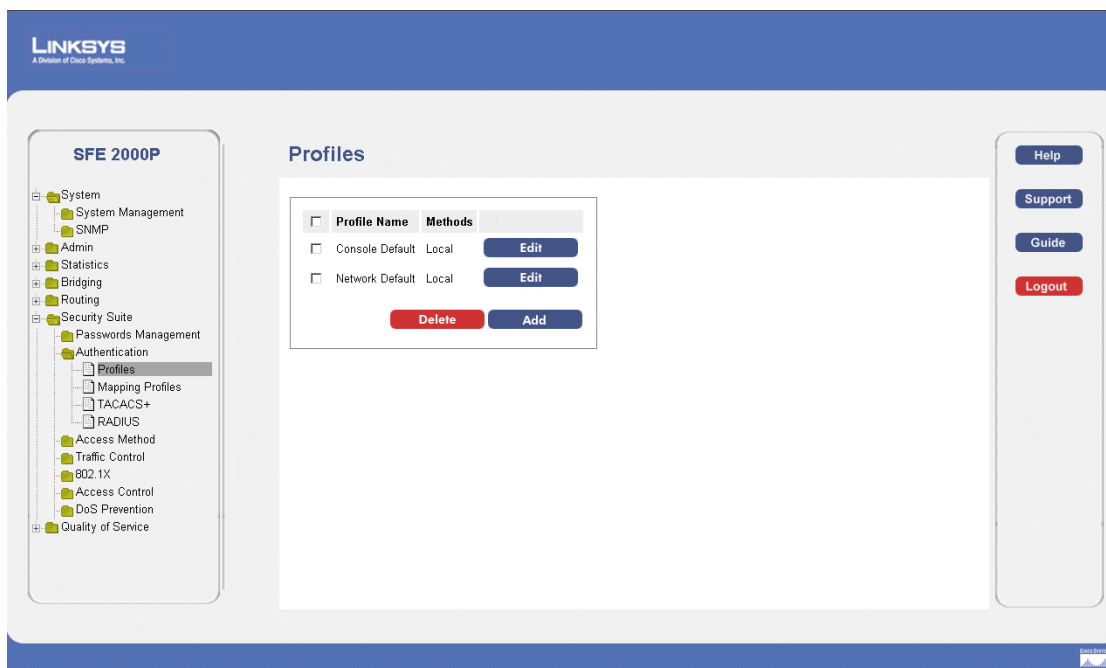 LINKSYS
A Division of Cisco Systems, Inc.
SFE 2000P
System
System Management
SNMP
Admin
Statistics
Bridging
Routing
Security Suite
Passwords Management
Authentication
Profiles
Mapping Profiles
TACACS+
RADIUS
Access Method
Traffic Control
802.1X
Access Control
DoS Prevention
Quality of Service
Profiles
Profile Name Methods
Console Default Local Edit
Network Default Local Edit
Delete Add
Help
Support
Guide
Logout